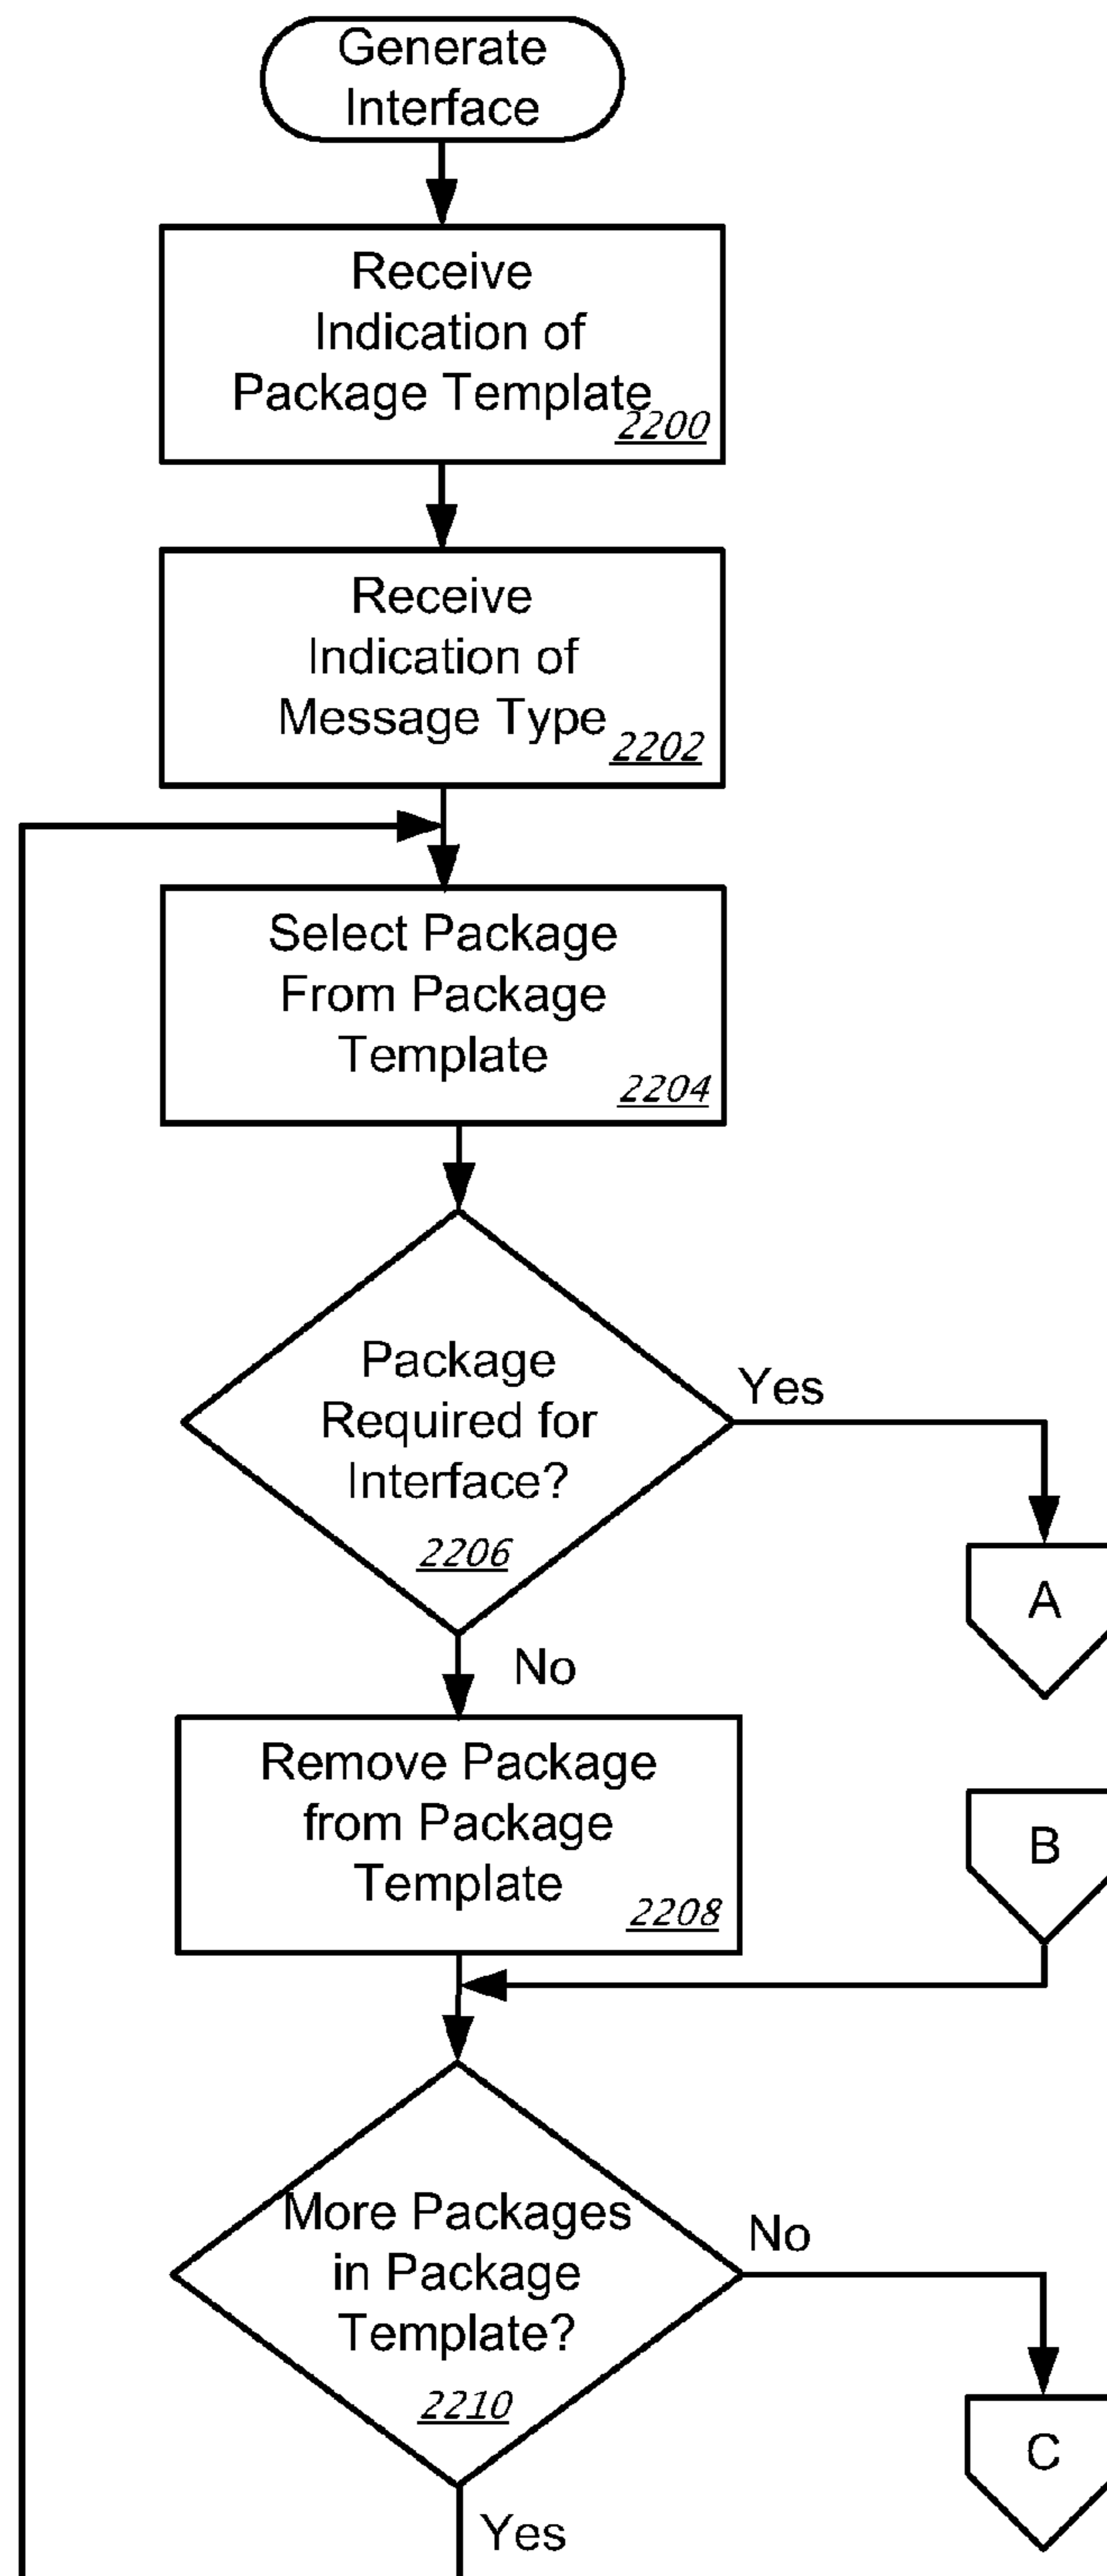 Generate
Interface
Receive
Indication of
Package Template
2200
Receive
Indication of
Message Type
2202
Select Package
From Package
Template
2204
Package
Required for
Interface?
2206
Yes
A
No
Remove Package
from Package
Template
2208
B
More Packages
in Package
Template?
2210
No
C
Yes